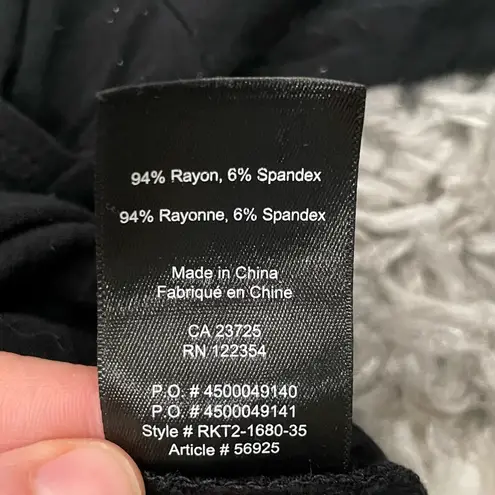 94% Rayon, 6% Spandex
94% Rayonne, 6% Spandex
Made in China
Fabriqué en Chine
CA 23725
RN 122354
P.O. # 4500049140
P.O. # 4500049141
Style # RKT2-1680-35
Article # 56925